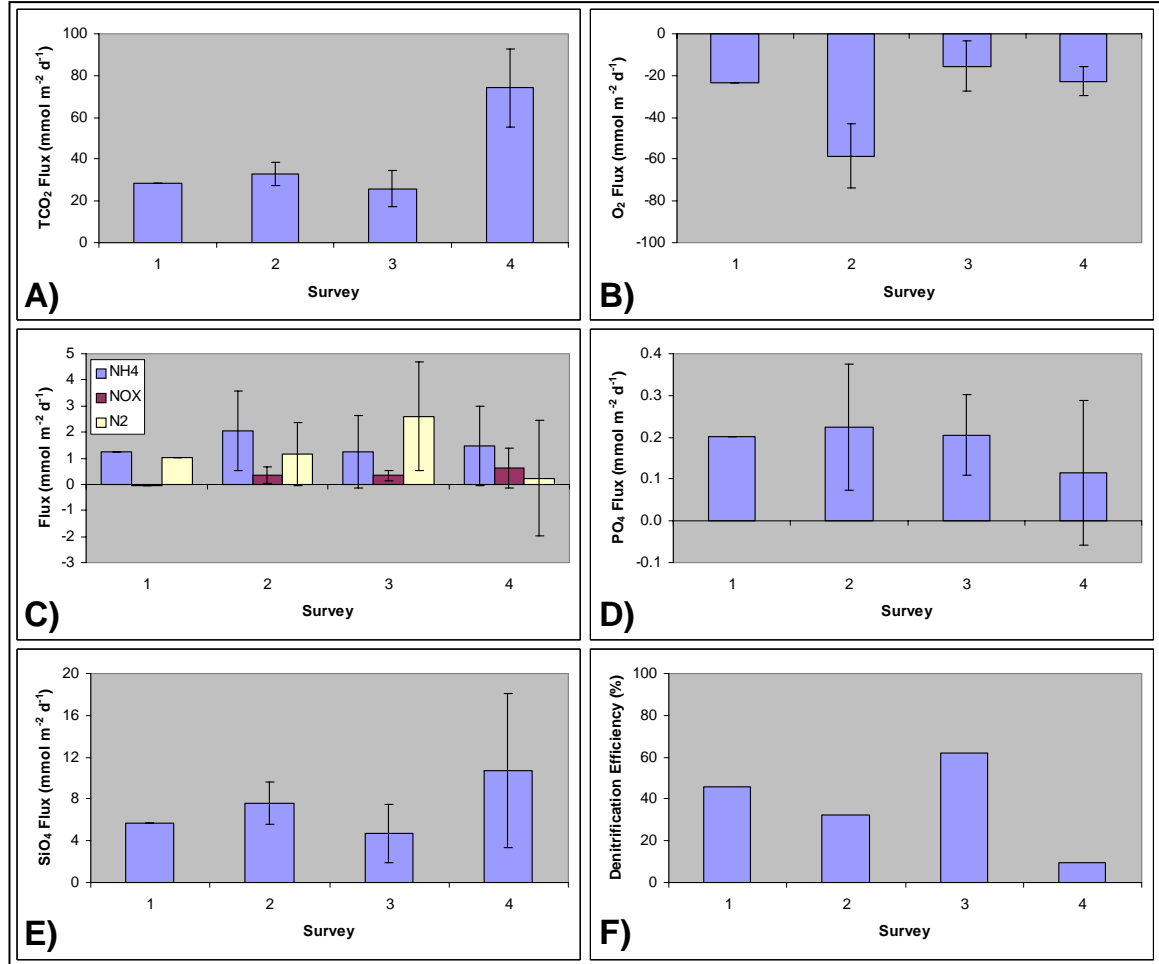 TCO₂ Flux (mmol m⁻² d⁻¹)
100
80
60
40
20
0
1 2 3 4
Survey
A)
O₂ Flux (mmol m⁻² d⁻¹)
0
-20
-40
-60
-80
-100
1 2 3 4
Survey
B)
Flux (mmol m⁻² d⁻¹)
5
4
3
2
1
0
-1
-2
-3
NH4
NOX
N2
1 2 3 4
Survey
C)
PO₄ Flux (mmol m⁻² d⁻¹)
0.4
0.3
0.2
0.1
0.0
-0.1
1 2 3 4
Survey
D)
SiO₄ Flux (mmol m⁻² d⁻¹)
20
16
12
8
4
0
1 2 3 4
Survey
E)
Denitrification Efficiency (%)
100
80
60
40
20
0
1 2 3 4
Survey
F)